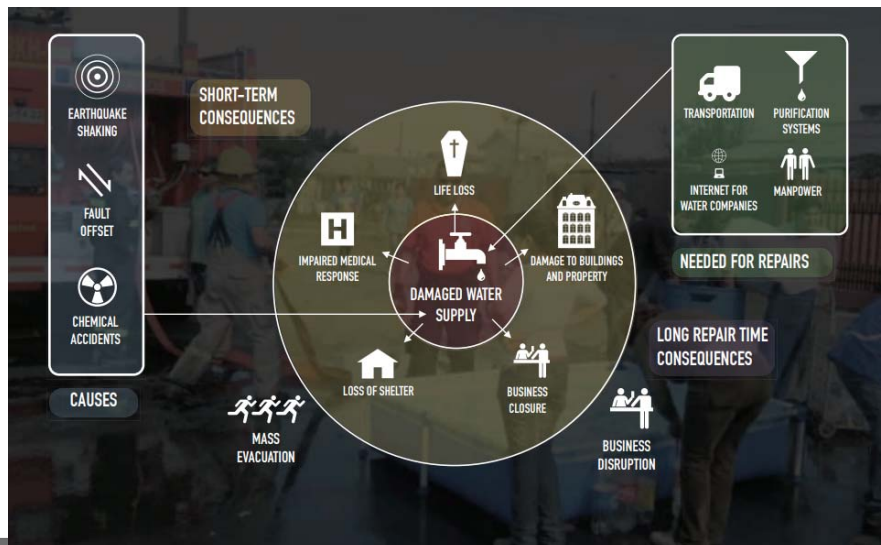 EARTHQUAKE
SHAKING
FAULT
OFFSET
CHEMICAL
ACCIDENTS
CAUSES
SHORT-TERM
CONSEQUENCES
LIFE LOSS
H
IMPAIRED MEDICAL
RESPONSE
DAMAGE TO BUILDINGS
AND PROPERTY
DAMAGED WATER
SUPPLY
LOSS OF SHELTER
BUSINESS
CLOSURE
MASS
EVACUATION
BUSINESS
DISRUPTION
TRANSPORTATION
PURIFICATION
SYSTEMS
INTERNET FOR
WATER COMPANIES
MANPOWER
NEEDED FOR REPAIRS
LONG REPAIR TIME
CONSEQUENCES